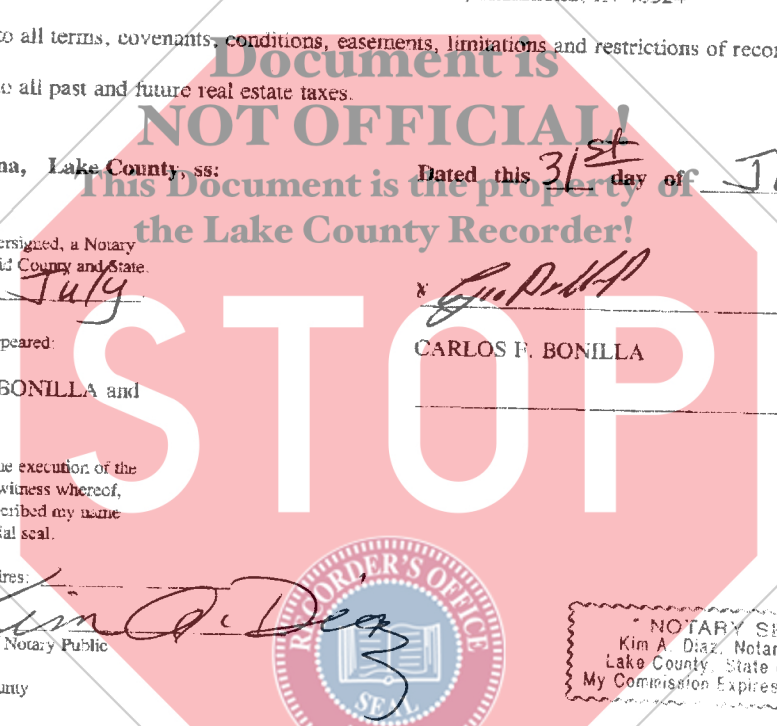 to all terms, covenants, conditions, easements, limitations and restrictions of recor
Document is
to all past and future real estate taxes.
NOT OFFICIAL!
na, Lake County, ss:
Dated this 31st day of
This Document is the property of
the Lake County Recorder!
ersigned, a Notary
id County and State.
July
x
CARLOS F. BONILLA
peared:
BONILLA and
STOP
ne execution of the
witness whereof,
cribed my name
ial seal.
ires:
Kim A. Diaz
Notary Public
unty
RECORDER'S OFFICE
SEAL
NOTARY SE
Kim A. Diaz, Notar
Lake County, State
My Commission Expires